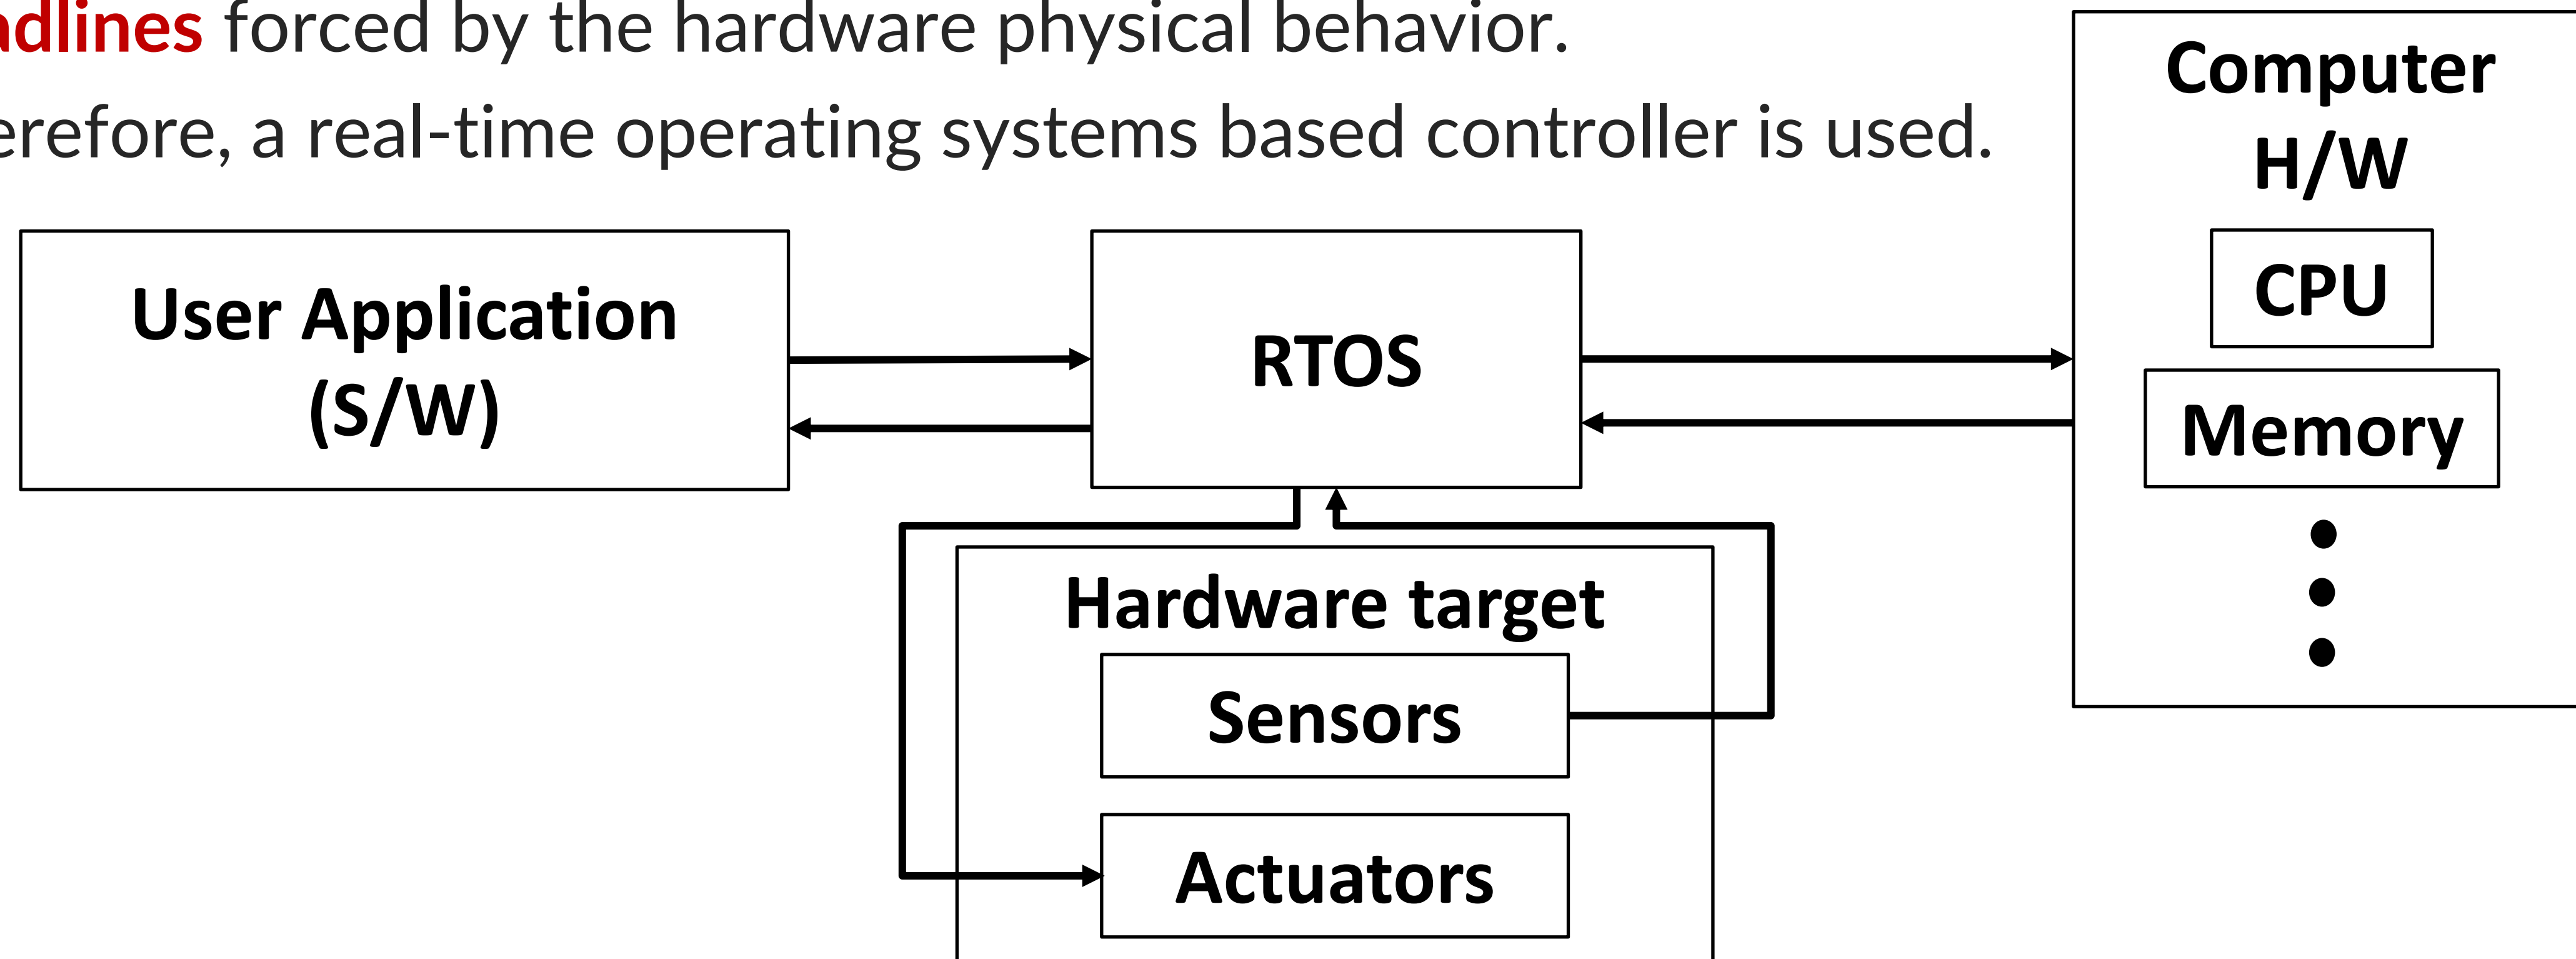 adlines forced by the hardware physical behavior.
erefore, a real-time operating systems based controller is used.
Computer
H/W
CPU
Memory
User Application
(S/W)
RTOS
Hardware target
Sensors
Actuators